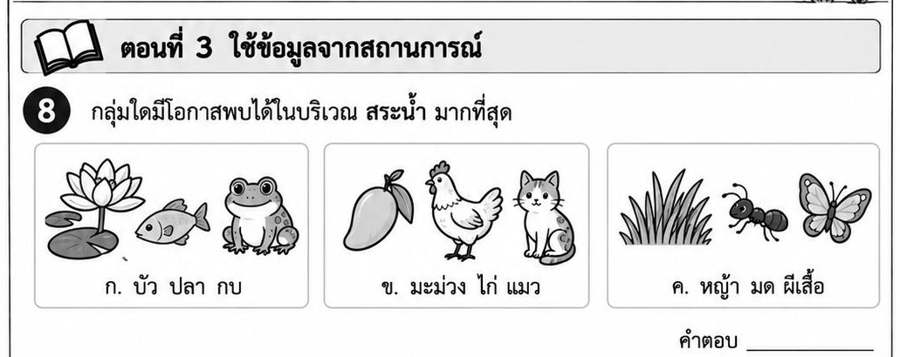 ตอนที่ 3 ใช้ข้อมูลจากสถานการณ์
8 กลุ่มใดมีโอกาสพบได้ในบริเวณ สระน้ำ มากที่สุด
ก. บัว ปลา กบ
ข. มะม่วง ไก่ แมว
ค. หญ้า มด ผีเสื้อ
คำตอบ